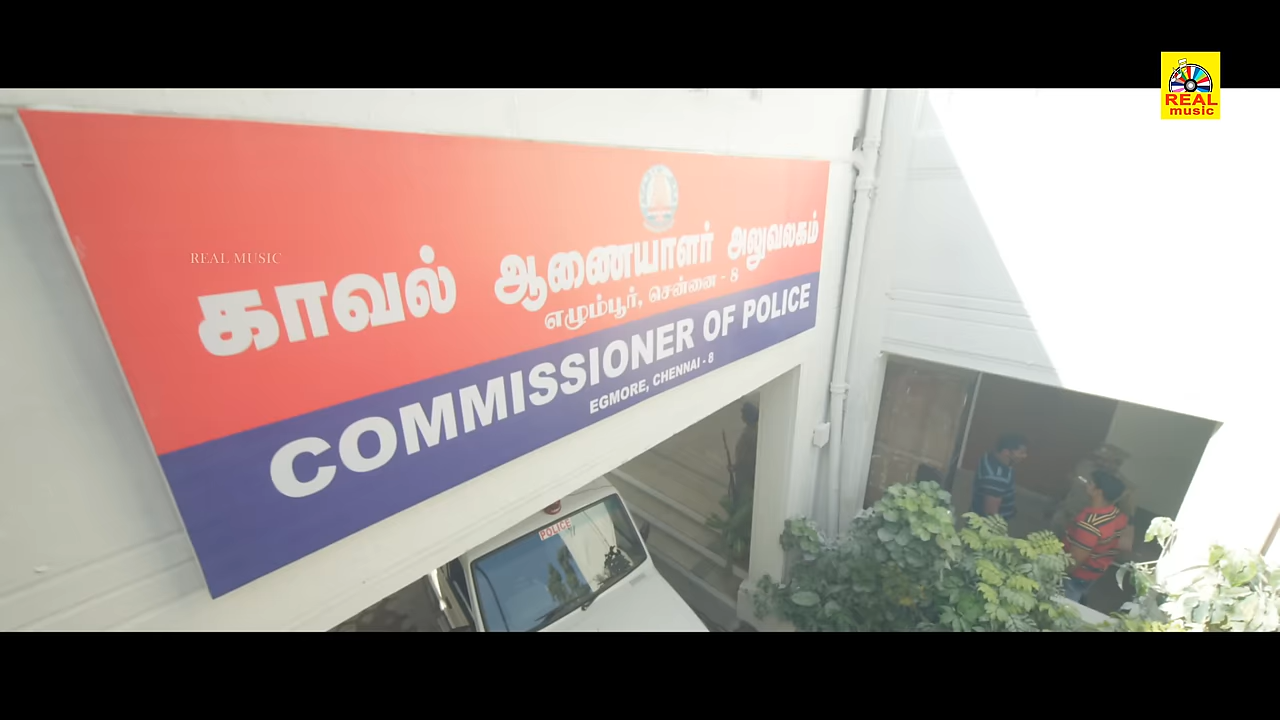 REAL
music
REAL MUSIC
காவல் ஆணையாளர் அலுவலகம்
எழும்பூர், சென்னை - 8
COMMISSIONER OF POLICE
EGMORE, CHENNAI - 8
POLICE